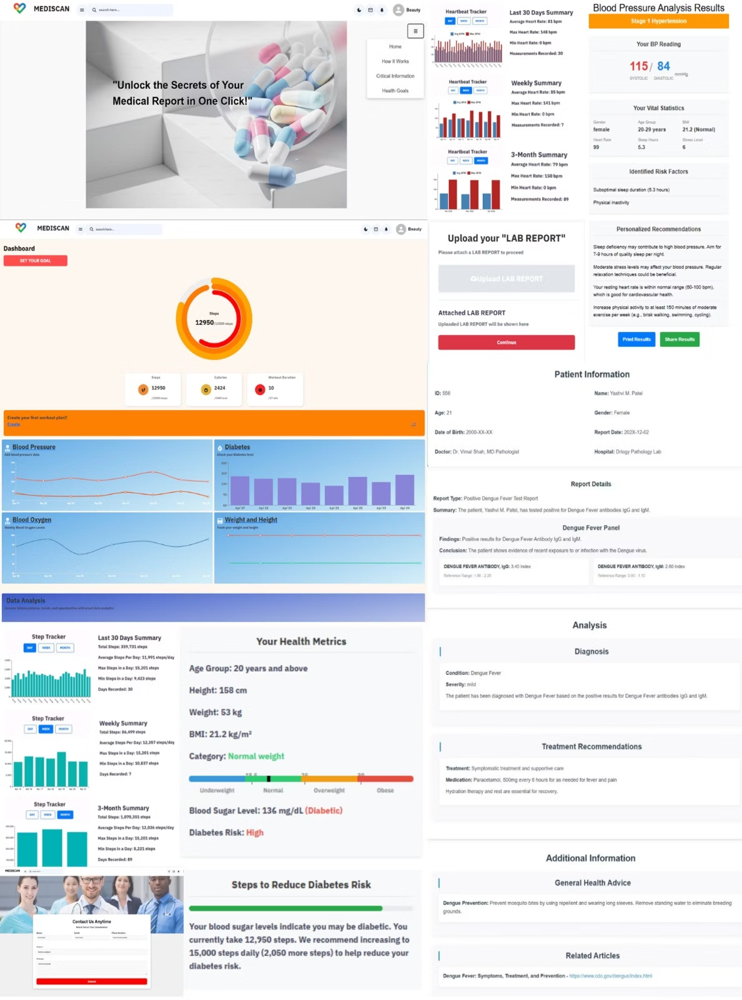 MEDISCAN
search here...
Beauty
"Unlock the Secrets of Your
Medical Report in One Click!"
Home
How It Works
Critical Information
Health Goals
Heartbeat Tracker
DAY WEEK MONTH
Avg BPM Max BPM
Last 30 Days Summary
Average Heart Rate: 81 bpm
Max Heart Rate: 148 bpm
Min Heart Rate: 0 bpm
Measurements Recorded: 30
Heartbeat Tracker
DAY WEEK MONTH
Avg BPM Max BPM
Weekly Summary
Average Heart Rate: 85 bpm
Max Heart Rate: 141 bpm
Min Heart Rate: 0 bpm
Measurements Recorded: 7
Heartbeat Tracker
DAY WEEK MONTH
Avg BPM Max BPM
3-Month Summary
Average Heart Rate: 79 bpm
Max Heart Rate: 150 bpm
Min Heart Rate: 0 bpm
Measurements Recorded: 89
Blood Pressure Analysis Results
Stage 1 Hypertension
Your BP Reading
115 / 84 mmHg
SYSTOLIC DIASTOLIC
Your Vital Statistics
Gender Age Group BMI
female 20-29 years 21.2 (Normal)
Heart Rate Sleep Hours Stress Level
99 5.3 6
Identified Risk Factors
Suboptimal sleep duration (5.3 hours)
Physical inactivity
Personalized Recommendations
Sleep deficiency may contribute to high blood pressure. Aim for
7-9 hours of quality sleep per night.
Moderate stress levels may affect your blood pressure. Regular
relaxation techniques could be beneficial.
Your resting heart rate is within normal range (60-100 bpm),
which is good for cardiovascular health.
Increase physical activity to at least 150 minutes of moderate
exercise per week (e.g., brisk walking, swimming, cycling).
Print Results Share Results
MEDISCAN
search here...
Beauty
Dashboard
SET YOUR GOAL
Steps
12950/13500 steps
Steps
12950
/13500 steps
Calories
2424
Workout Duration
10
Create your first workout plan!!
Create
Blood Pressure
Add blood pressure data
Diabetes
Check your Diabetes level
Apr 17 Apr 18 Apr 19 Apr 20 Apr 21 Apr 22 Apr 23 Apr 24
Blood Oxygen
Weekly Blood Oxygen Levels
Weight and Height
Track your weight and height
Data Analysis
Upload your "LAB REPORT"
Please attach a LAB REPORT to proceed
Upload LAB REPORT
Attached LAB REPORT
Uploaded LAB REPORT will be shown here
Continue
Patient Information
ID: 556 Name: Yashvi M. Patel
Age: 21 Gender: Female
Date of Birth: 2000-XX-XX Report Date: 202X-12-02
Doctor: Dr. Vimal Shah, MD Pathologist Hospital: Drlogy Pathology Lab
Report Details
Report Type: Positive Dengue Fever Test Report
Summary: The patient, Yashvi M. Patel, has tested positive for Dengue Fever antibodies IgG and IgM.
Dengue Fever Panel
Findings: Positive results for Dengue Fever Antibody IgG and IgM.
Conclusion: The patient shows evidence of recent exposure to or infection with the Dengue virus.
DENGUE FEVER ANTIBODY, IgG: 3.40 Index
Reference Range: 1.80 - 2.20
DENGUE FEVER ANTIBODY, IgM: 2.60 Index
Reference Range: 0.90 - 1.10
Analysis
Diagnosis
Condition: Dengue Fever
Severity: mild
The patient has been diagnosed with Dengue Fever based on the positive results for Dengue Fever antibodies IgG and IgM.
Treatment Recommendations
Treatment: Symptomatic treatment and supportive care
Medication: Paracetamol, 500mg every 6 hours for as needed for fever and pain
Hydration therapy and rest are essential for recovery.
Additional Information
General Health Advice
Dengue Prevention: Prevent mosquito bites by using repellent and wearing long sleeves. Remove standing water to eliminate breeding
grounds.
Related Articles
Dengue Fever: Symptoms, Treatment, and Prevention - https://www.cdc.gov/dengue/index.html
Step Tracker
DAY WEEK MONTH
Last 30 Days Summary
Total Steps: 359,731 steps
Average Steps Per Day: 11,991 steps/day
Max Steps in a Day: 15,201 steps
Min Steps in a Day: 9,423 steps
Days Recorded: 30
Step Tracker
DAY WEEK MONTH
Weekly Summary
Total Steps: 86,499 steps
Average Steps Per Day: 12,357 steps/day
Max Steps in a Day: 15,201 steps
Min Steps in a Day: 10,837 steps
Days Recorded: 7
Step Tracker
DAY WEEK MONTH
3-Month Summary
Total Steps: 1,070,351 steps
Average Steps Per Day: 12,026 steps/day
Max Steps in a Day: 15,201 steps
Min Steps in a Day: 8,221 steps
Days Recorded: 89
Your Health Metrics
Age Group: 20 years and above
Height: 158 cm
Weight: 53 kg
BMI: 21.2 kg/m²
Category: Normal weight
18.5 25 30
Underweight Normal Overweight Obese
Blood Sugar Level: 136 mg/dL (Diabetic)
Diabetes Risk: High
MEDISCAN
Contact Us Anytime
Name Email Phone Number
Submit
Steps to Reduce Diabetes Risk
Your blood sugar levels indicate you may be diabetic. You
currently take 12,950 steps. We recommend increasing to
15,000 steps daily (2,050 more steps) to help reduce your
diabetes risk.